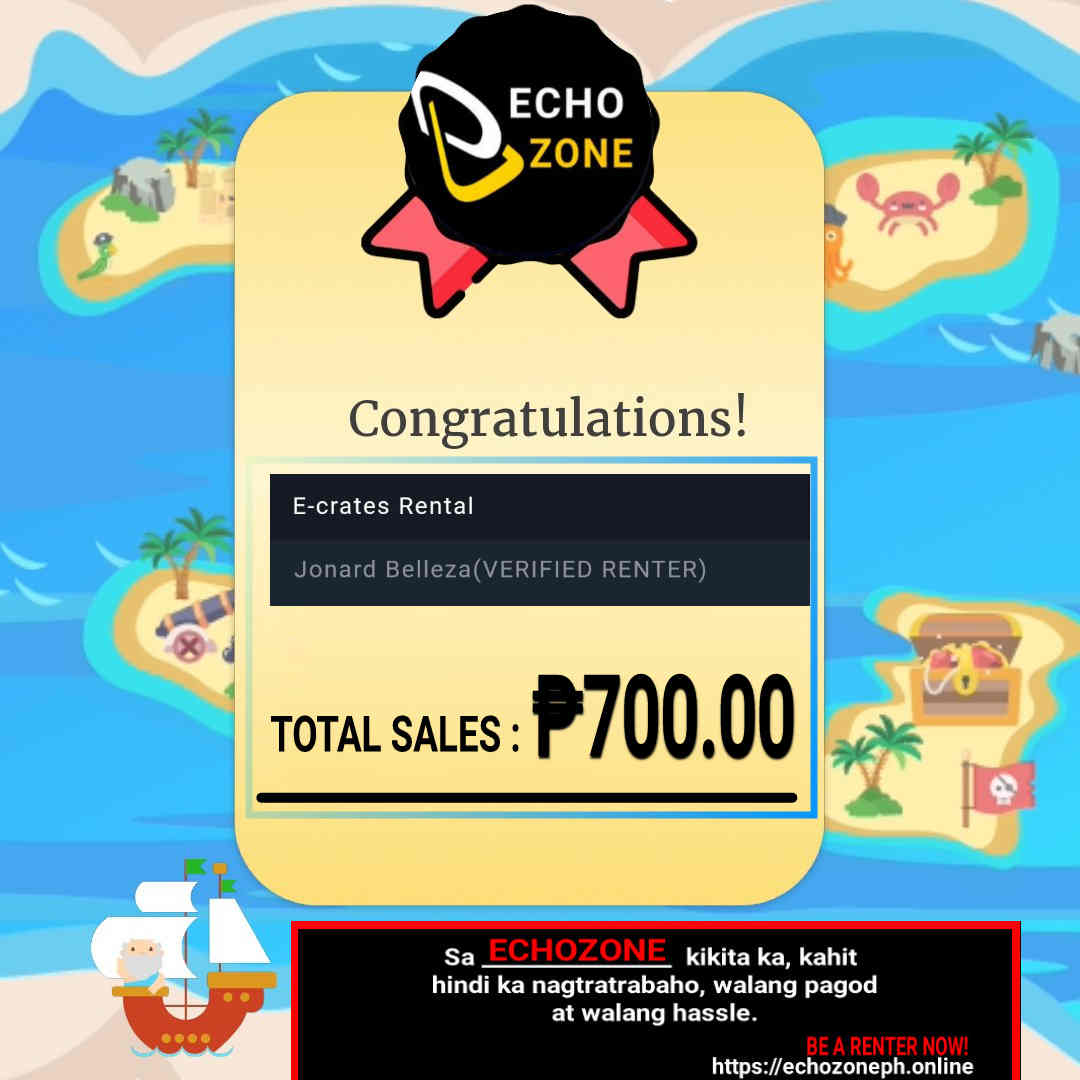 ECHO
ZONE
Congratulations!
E-crates Rental
Jonard Belleza(VERIFIED RENTER)
TOTAL SALES : ₱700.00
Sa ECHOZONE kikita ka, kahit
hindi ka nagtratrabaho, walang pagod
at walang hassle.
BE A RENTER NOW!
https://echozoneph.online